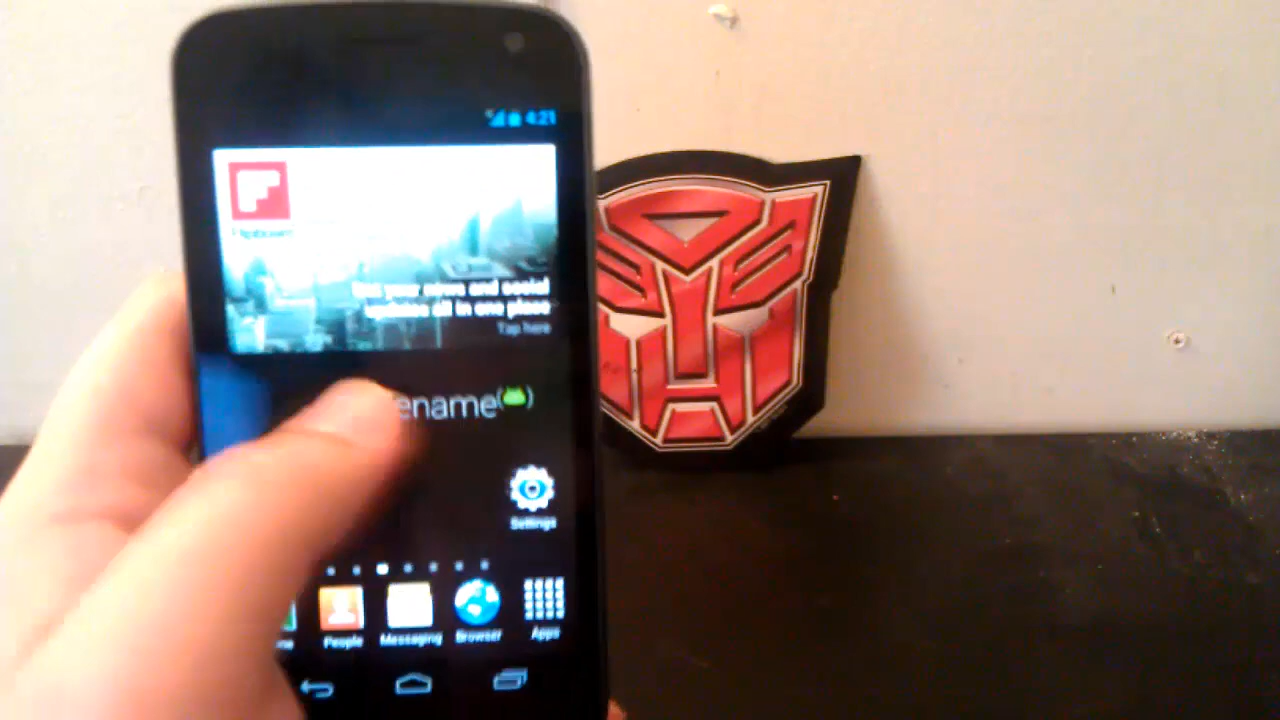 4:21
Flipboard
Get your news and social
updates all in one place
Tap here
ename( )
Settings
People
Messaging
Browser
Apps